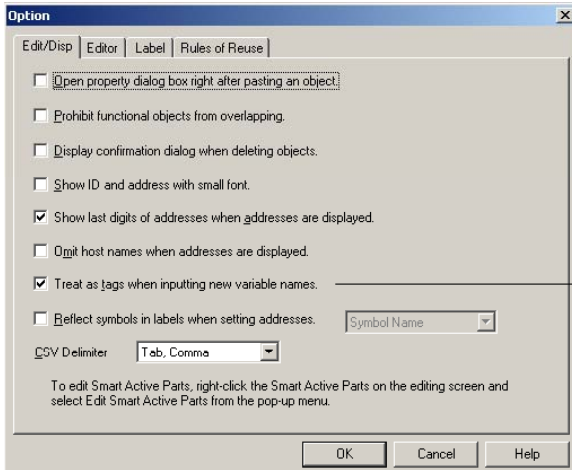 Option
Edit/Disp Editor Label Rules of Reuse
Open property dialog box right after pasting an object.
Prohibit functional objects from overlapping.
Display confirmation dialog when deleting objects.
Show ID and address with small font.
Show last digits of addresses when addresses are displayed.
Omit host names when addresses are displayed.
Treat as tags when inputting new variable names.
Reflect symbols in labels when setting addresses. Symbol Name
CSV Delimiter Tab, Comma
To edit Smart Active Parts, right-click the Smart Active Parts on the editing screen and
select Edit Smart Active Parts from the pop-up menu.
OK Cancel Help